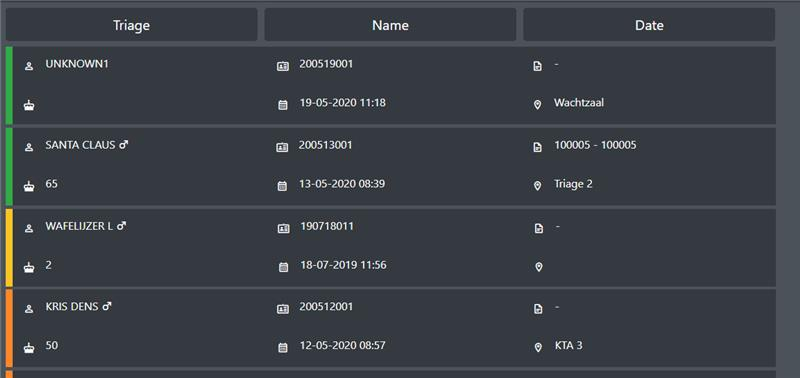 Triage Name Date
UNKNOWN1 200519001 -
19-05-2020 11:18 Wachtzaal
SANTA CLAUS ♂ 200513001 100005 - 100005
65 13-05-2020 08:39 Triage 2
WAFELIJZER L ♂ 190718011 -
2 18-07-2019 11:56
KRIS DENS ♂ 200512001 -
50 12-05-2020 08:57 KTA 3